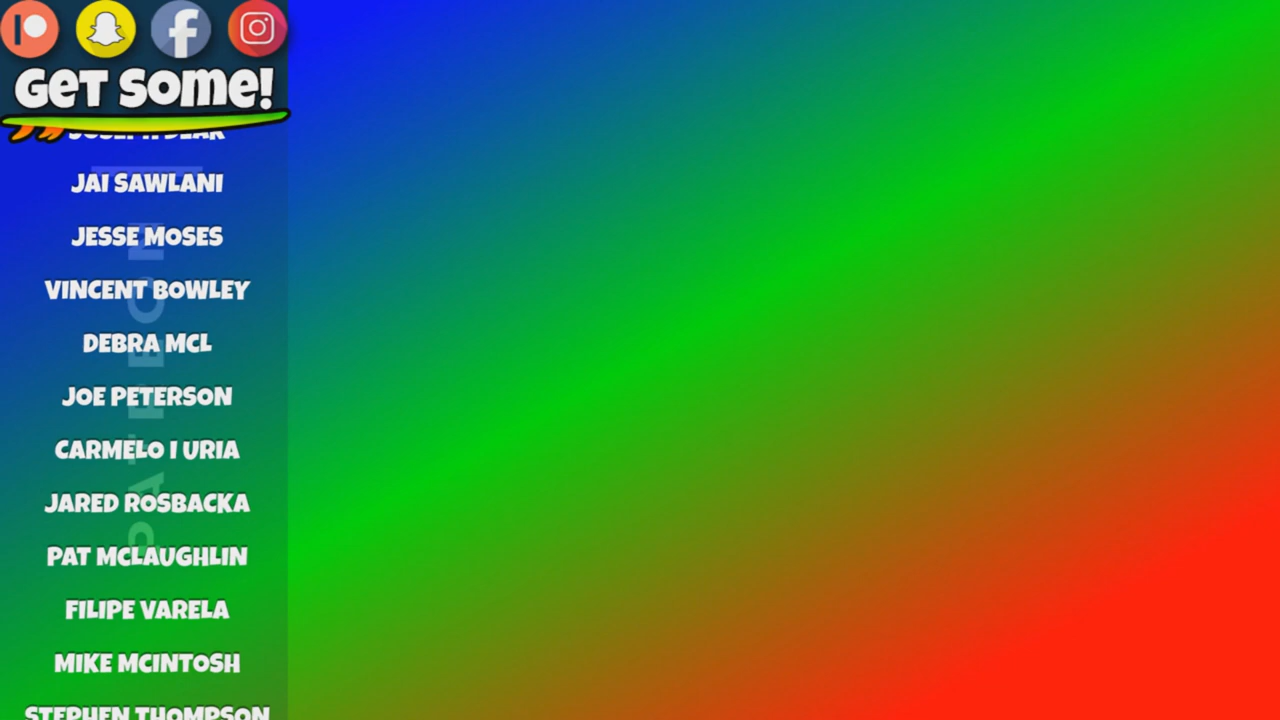 GET SOME!
JAI SAWLANI
JESSE MOSES
VINCENT BOWLEY
DEBRA MCL
JOE PETERSON
CARMELO I URIA
JARED ROSBACKA
PAT MCLAUGHLIN
FILIPE VARELA
MIKE MCINTOSH
STEPHEN THOMPSON